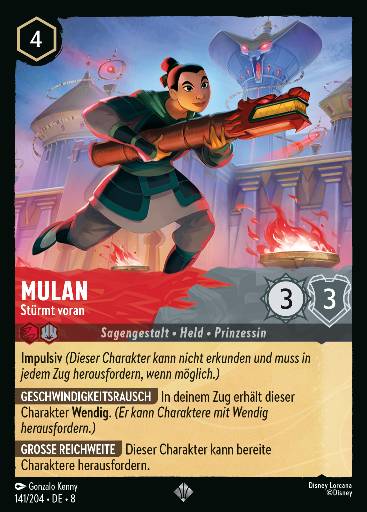 4
MULAN
Stürmt voran
3
3
Sagengestalt • Held • Prinzessin
Impulsiv (Dieser Charakter kann nicht erkunden und muss in
jedem Zug herausfordern, wenn möglich.)
GESCHWINDIGKEITSRAUSCH In deinem Zug erhält dieser
Charakter Wendig. (Er kann Charaktere mit Wendig
herausfordern.)
GROSSE REICHWEITE Dieser Charakter kann bereite
Charaktere herausfordern.
Gonzalo Kenny
141/204 • DE • 8
Disney Lorcana
©Disney